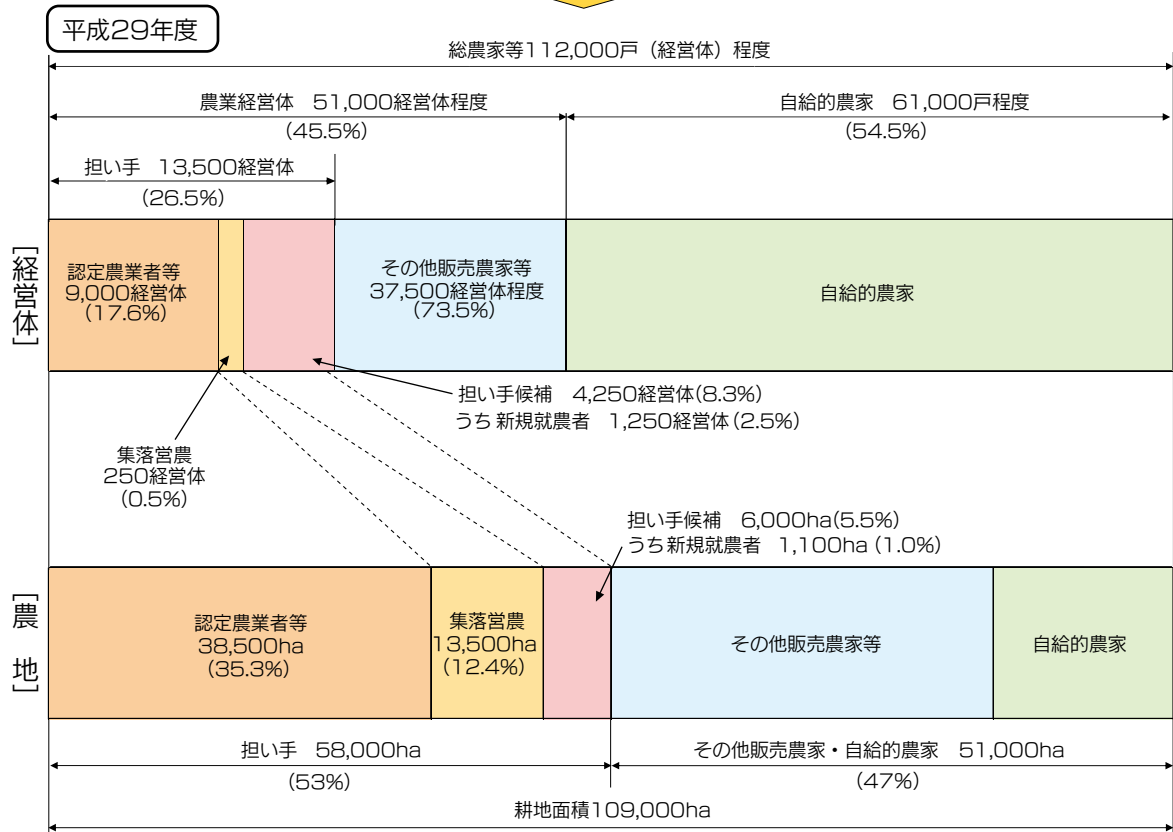 平成29年度
総農家等112,000戸（経営体）程度
農業経営体　51,000経営体程度
(45.5%)
自給的農家　61,000戸程度
(54.5%)
担い手　13,500経営体
(26.5%)
［経営体］
認定農業者等
9,000経営体
(17.6%)
その他販売農家等
37,500経営体程度
(73.5%)
自給的農家
担い手候補　4,250経営体(8.3%)
うち新規就農者　1,250経営体(2.5%)
集落営農
250経営体
(0.5%)
担い手候補　6,000ha(5.5%)
うち新規就農者　1,100ha (1.0%)
［農　地］
認定農業者等
38,500ha
(35.3%)
集落営農
13,500ha
(12.4%)
その他販売農家等
自給的農家
担い手　58,000ha
(53%)
その他販売農家・自給的農家　51,000ha
(47%)
耕地面積109,000ha